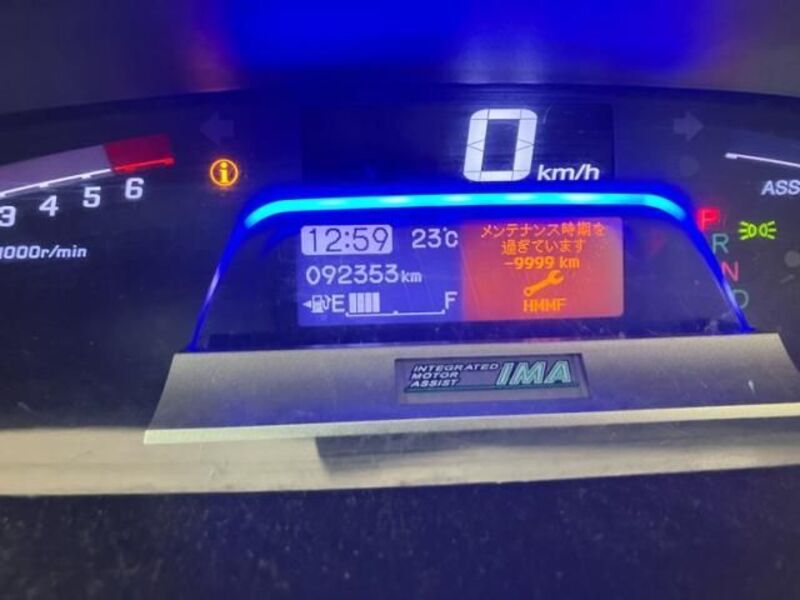 0 km/h
3 4 5 6
1000r/min
ASS
12:59 23℃
092353km
E F
メンテナンス時期を
過ぎています
-9999 km
HMMF
P
R
N
D
INTEGRATED
MOTOR
ASSIST
IMA